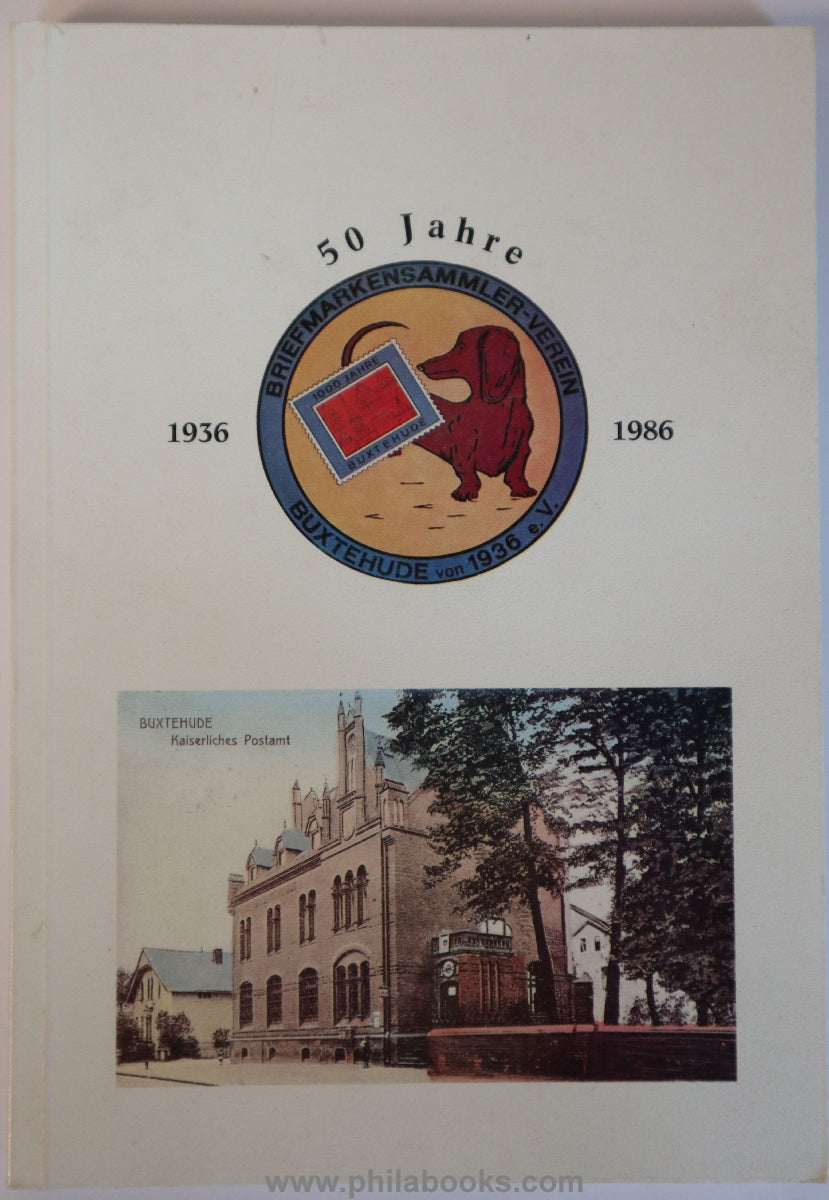 50 Jahre
BRIEFMARKENSAMMLER-VEREIN
1000 JAHRE
BUXTEHUDE
1936
1986
BUXTEHUDE von 1936 e. V.
BUXTEHUDE
Kaiserliches Postamt
www.philabooks.com